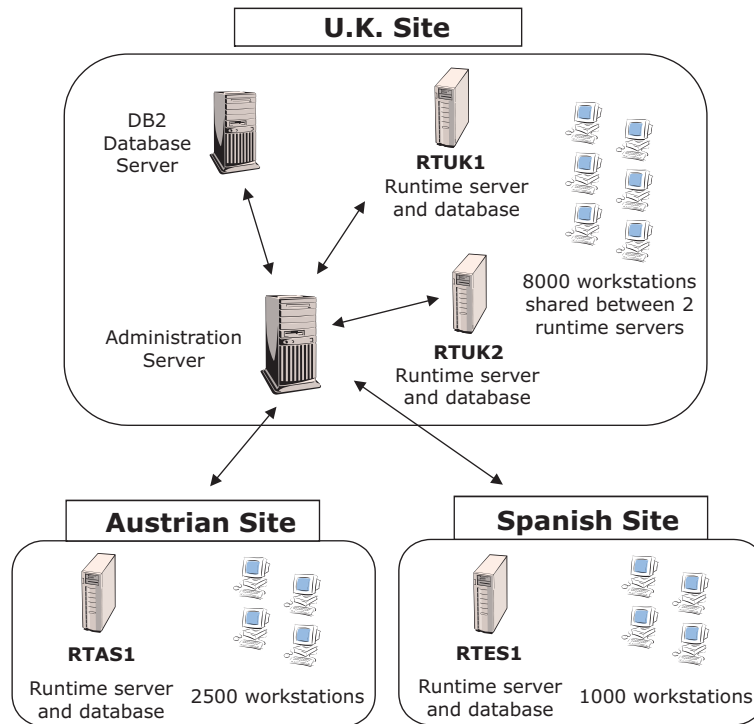 U.K. Site
DB2
Database
Server
RTUK1
Runtime server
and database
8000 workstations
shared between 2
runtime servers
Administration
Server
RTUK2
Runtime server
and database
Austrian Site
RTAS1
Runtime server
and database
2500 workstations
Spanish Site
RTES1
Runtime server
and database
1000 workstations